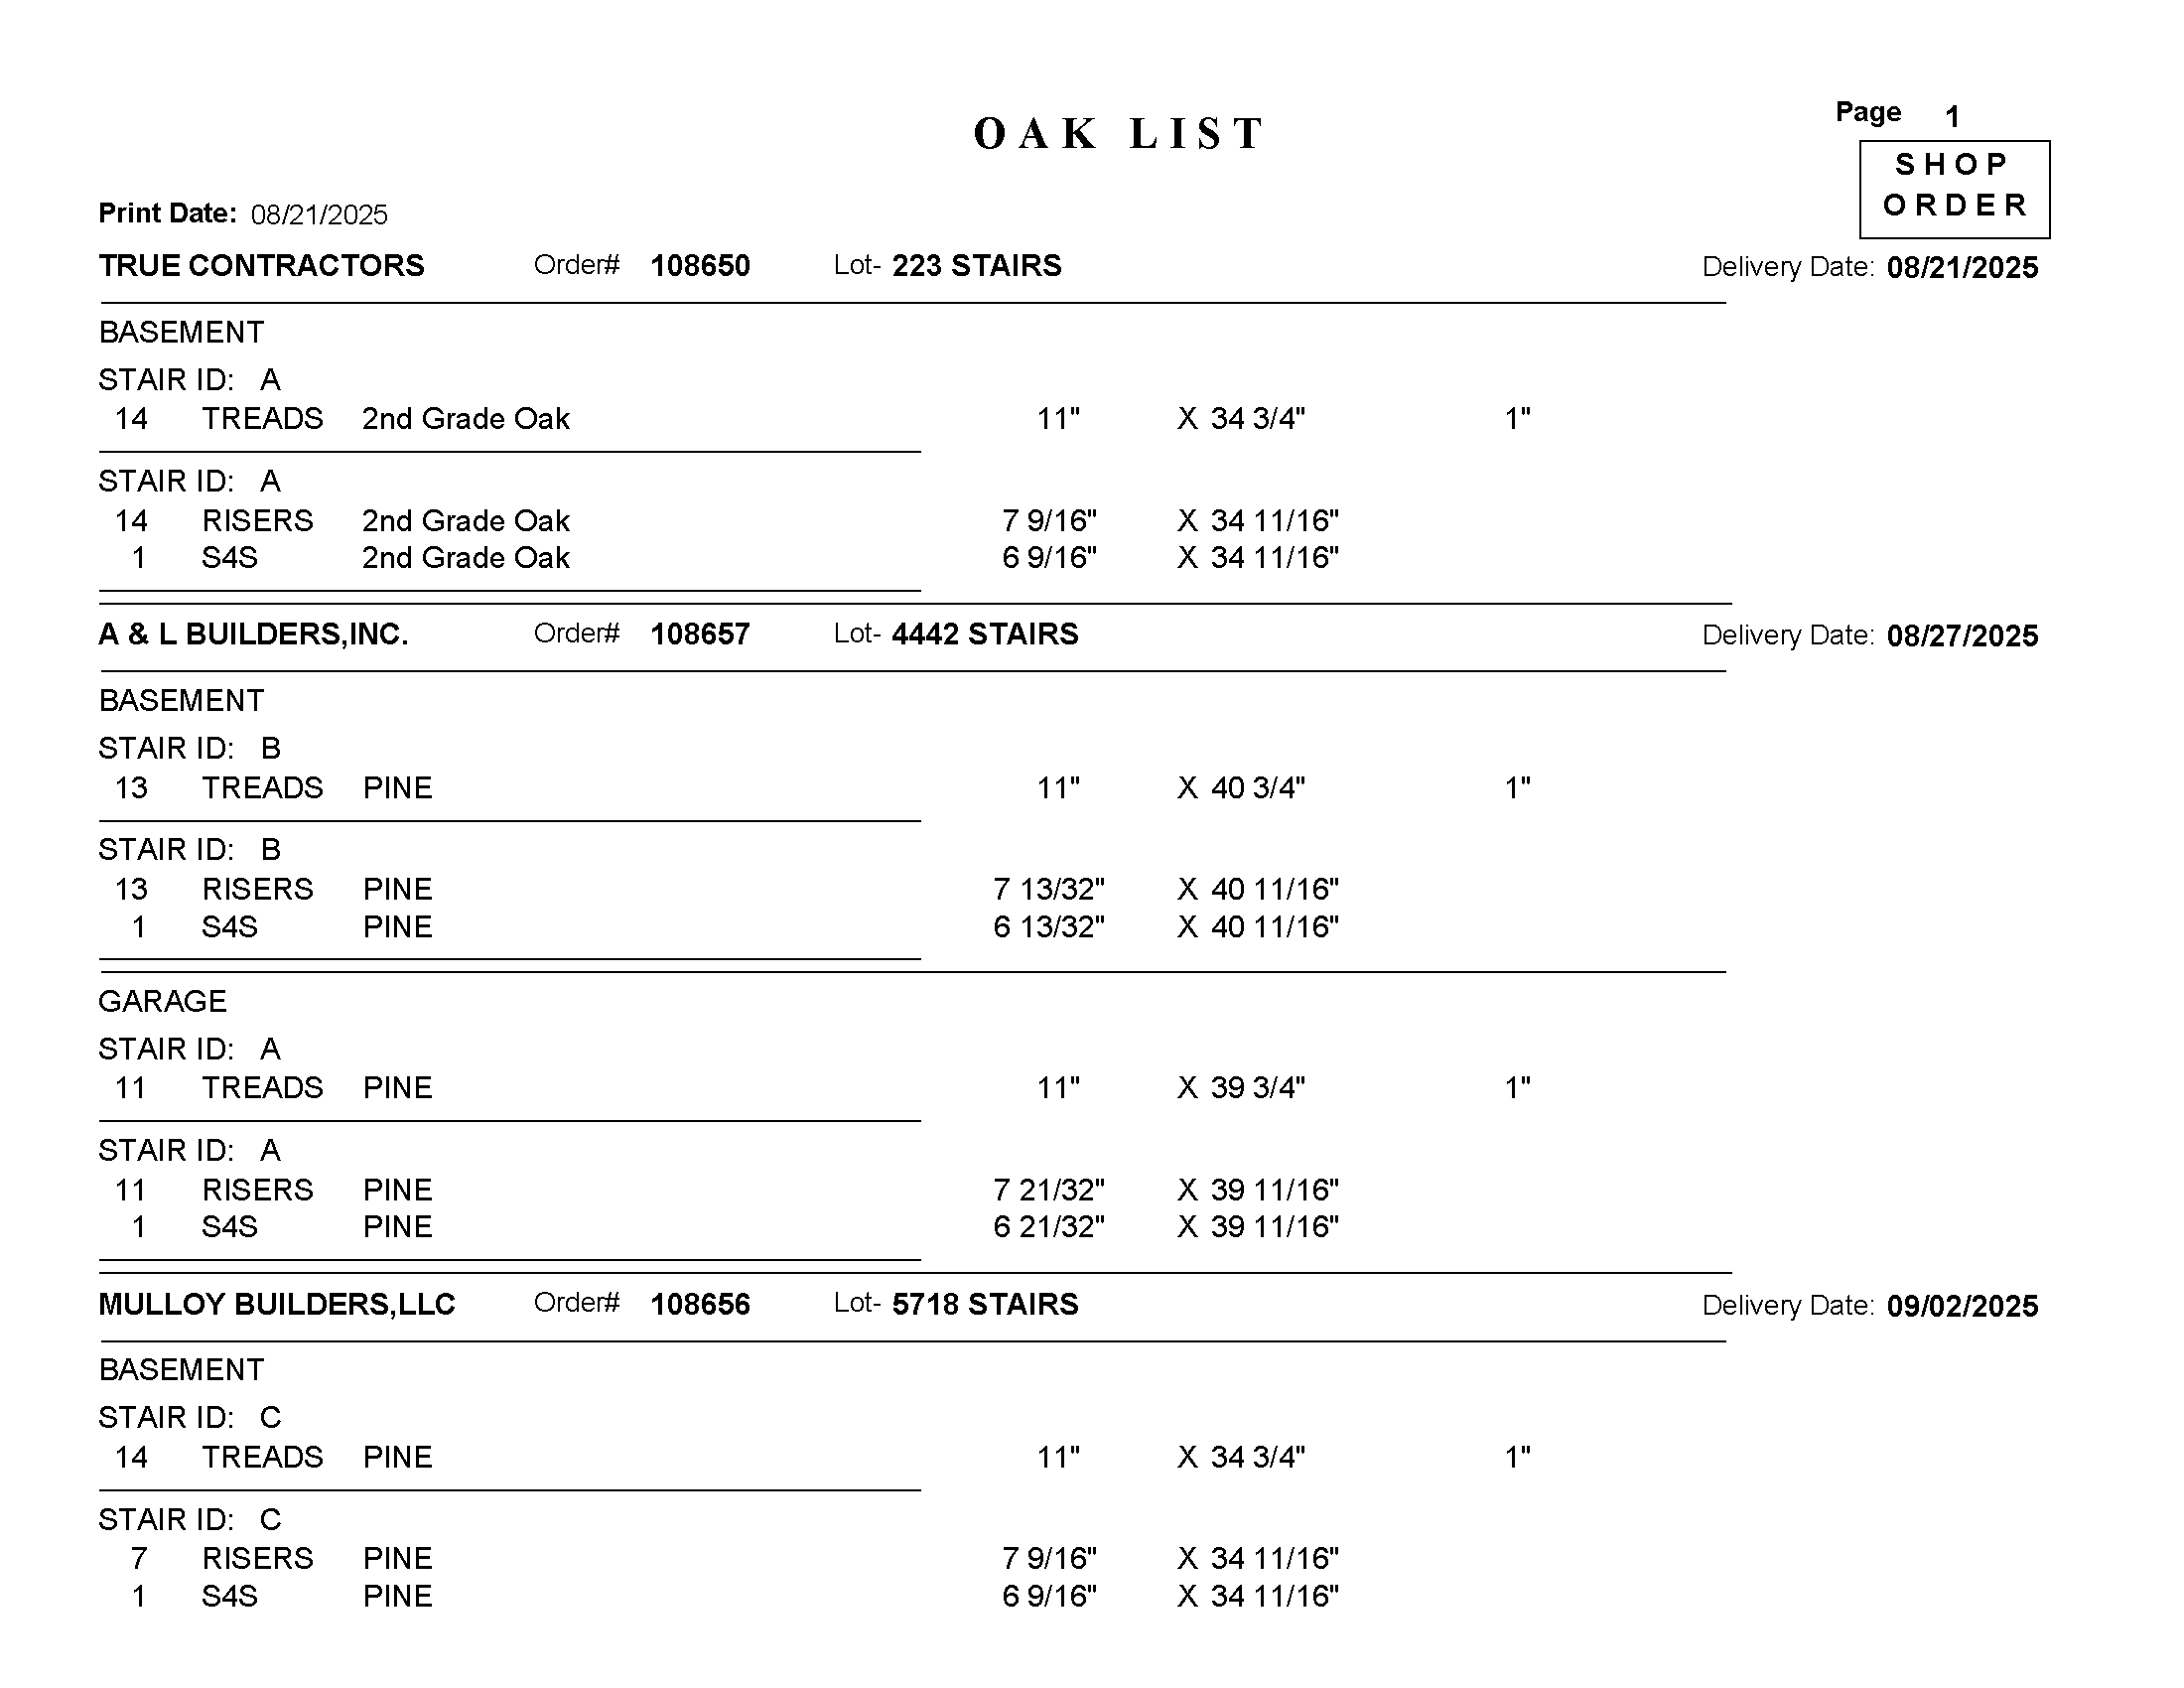 Page 1
OAK LIST
SHOP
ORDER
Print Date: 08/21/2025
TRUE CONTRACTORS Order# 108650 Lot- 223 STAIRS Delivery Date: 08/21/2025
BASEMENT
STAIR ID: A
14 TREADS 2nd Grade Oak 11" X 34 3/4" 1"
STAIR ID: A
14 RISERS 2nd Grade Oak 7 9/16" X 34 11/16"
1 S4S 2nd Grade Oak 6 9/16" X 34 11/16"
A & L BUILDERS,INC. Order# 108657 Lot- 4442 STAIRS Delivery Date: 08/27/2025
BASEMENT
STAIR ID: B
13 TREADS PINE 11" X 40 3/4" 1"
STAIR ID: B
13 RISERS PINE 7 13/32" X 40 11/16"
1 S4S PINE 6 13/32" X 40 11/16"
GARAGE
STAIR ID: A
11 TREADS PINE 11" X 39 3/4" 1"
STAIR ID: A
11 RISERS PINE 7 21/32" X 39 11/16"
1 S4S PINE 6 21/32" X 39 11/16"
MULLOY BUILDERS,LLC Order# 108656 Lot- 5718 STAIRS Delivery Date: 09/02/2025
BASEMENT
STAIR ID: C
14 TREADS PINE 11" X 34 3/4" 1"
STAIR ID: C
7 RISERS PINE 7 9/16" X 34 11/16"
1 S4S PINE 6 9/16" X 34 11/16"